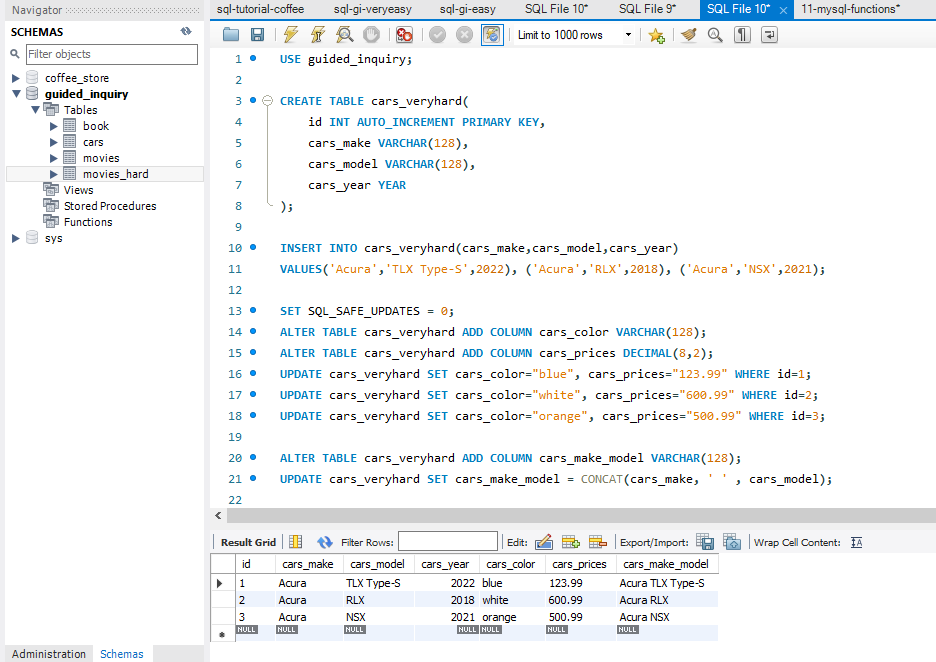 Navigator
SCHEMAS
Filter objects
coffee_store
guided_inquiry
Tables
book
cars
movies
movies_hard
Views
Stored Procedures
Functions
sys
Administration Schemas
sql-tutorial-coffee sql-gi-veryeasy sql-gi-easy SQL File 10* SQL File 9* SQL File 10* × 11-mysql-functions*
Limit to 1000 rows
1 USE guided_inquiry;
2
3 CREATE TABLE cars_veryhard(
4 id INT AUTO_INCREMENT PRIMARY KEY,
5 cars_make VARCHAR(128),
6 cars_model VARCHAR(128),
7 cars_year YEAR
8 );
9
10 INSERT INTO cars_veryhard(cars_make,cars_model,cars_year)
11 VALUES('Acura','TLX Type-S',2022), ('Acura','RLX',2018), ('Acura','NSX',2021);
12
13 SET SQL_SAFE_UPDATES = 0;
14 ALTER TABLE cars_veryhard ADD COLUMN cars_color VARCHAR(128);
15 ALTER TABLE cars_veryhard ADD COLUMN cars_prices DECIMAL(8,2);
16 UPDATE cars_veryhard SET cars_color="blue", cars_prices="123.99" WHERE id=1;
17 UPDATE cars_veryhard SET cars_color="white", cars_prices="600.99" WHERE id=2;
18 UPDATE cars_veryhard SET cars_color="orange", cars_prices="500.99" WHERE id=3;
19
20 ALTER TABLE cars_veryhard ADD COLUMN cars_make_model VARCHAR(128);
21 UPDATE cars_veryhard SET cars_make_model = CONCAT(cars_make, ' ' , cars_model);
22
Result Grid Filter Rows: Edit: Export/Import: Wrap Cell Content: IA
id cars_make cars_model cars_year cars_color cars_prices cars_make_model
1 Acura TLX Type-S 2022 blue 123.99 Acura TLX Type-S
2 Acura RLX 2018 white 600.99 Acura RLX
3 Acura NSX 2021 orange 500.99 Acura NSX
NULL NULL NULL NULL NULL NULL NULL